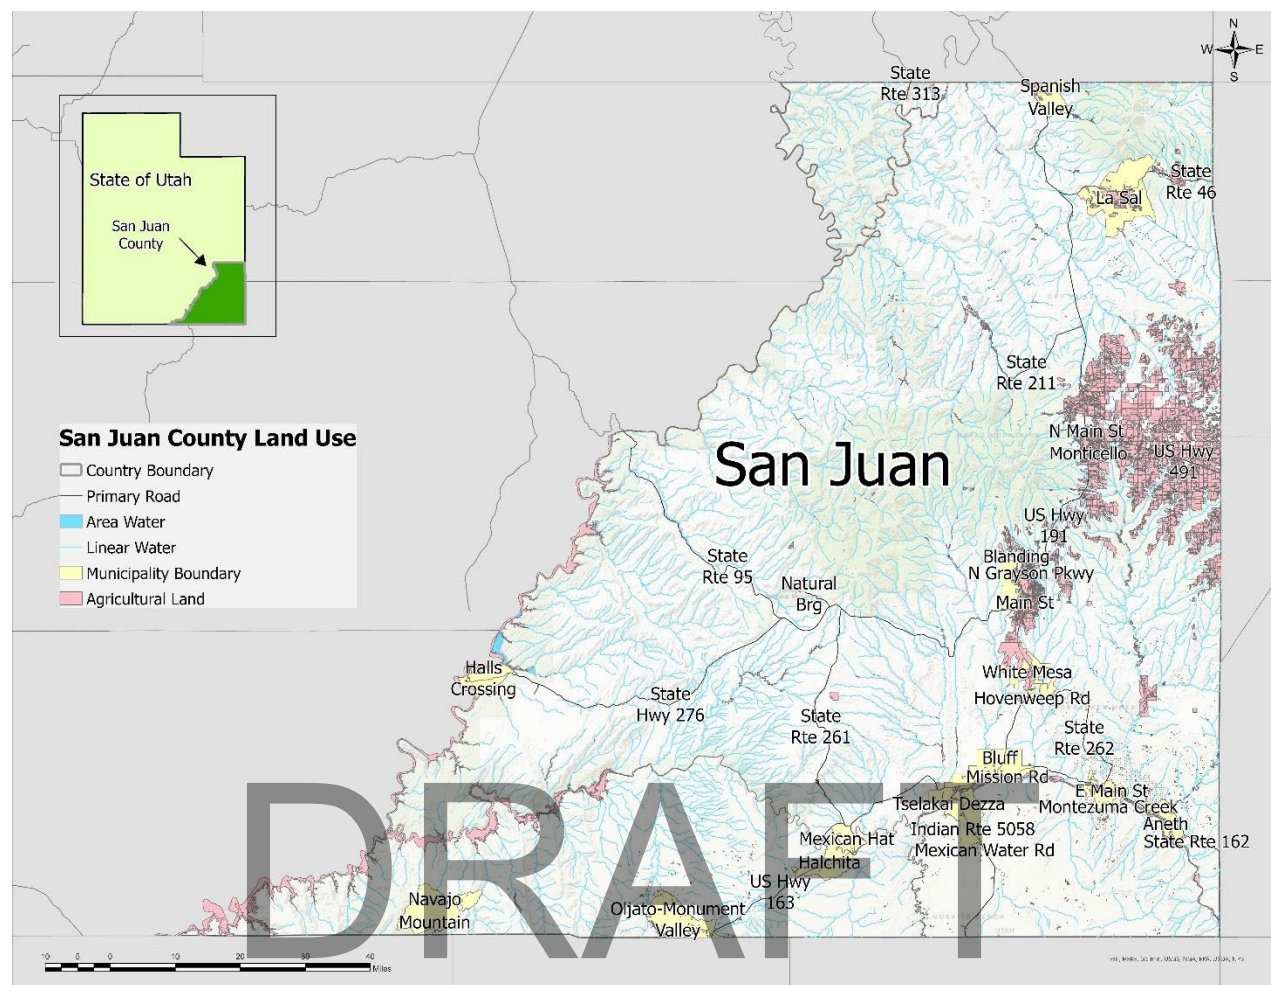 N
W E
S
State
Rte 313
Spanish
Valley
State of Utah
San Juan
County
La Sal
State
Rte 46
State
Rte 211
San Juan County Land Use
Country Boundary
Primary Road
Area Water
Linear Water
Municipality Boundary
Agricultural Land
San Juan
N Main St
Monticello
US Hwy
491
US Hwy
191
Blanding
N Grayson Pkwy
Main St
State
Rte 95
Natural
Brg
Halls
Crossing
State
Hwy 276
White Mesa
Hovenweep Rd
State
Rte 261
State
Rte 262
Bluff
Mission Rd
E Main St
Montezuma Creek
Tselakai Dezza
Aneth
State Rte 162
Indian Rte 5058
Mexican Water Rd
Mexican Hat
Halchita
US Hwy
163
Navajo
Mountain
Oljato-Monument
Valley
DRAFT
UTAH
10 5 0 10 20 30 40
Miles